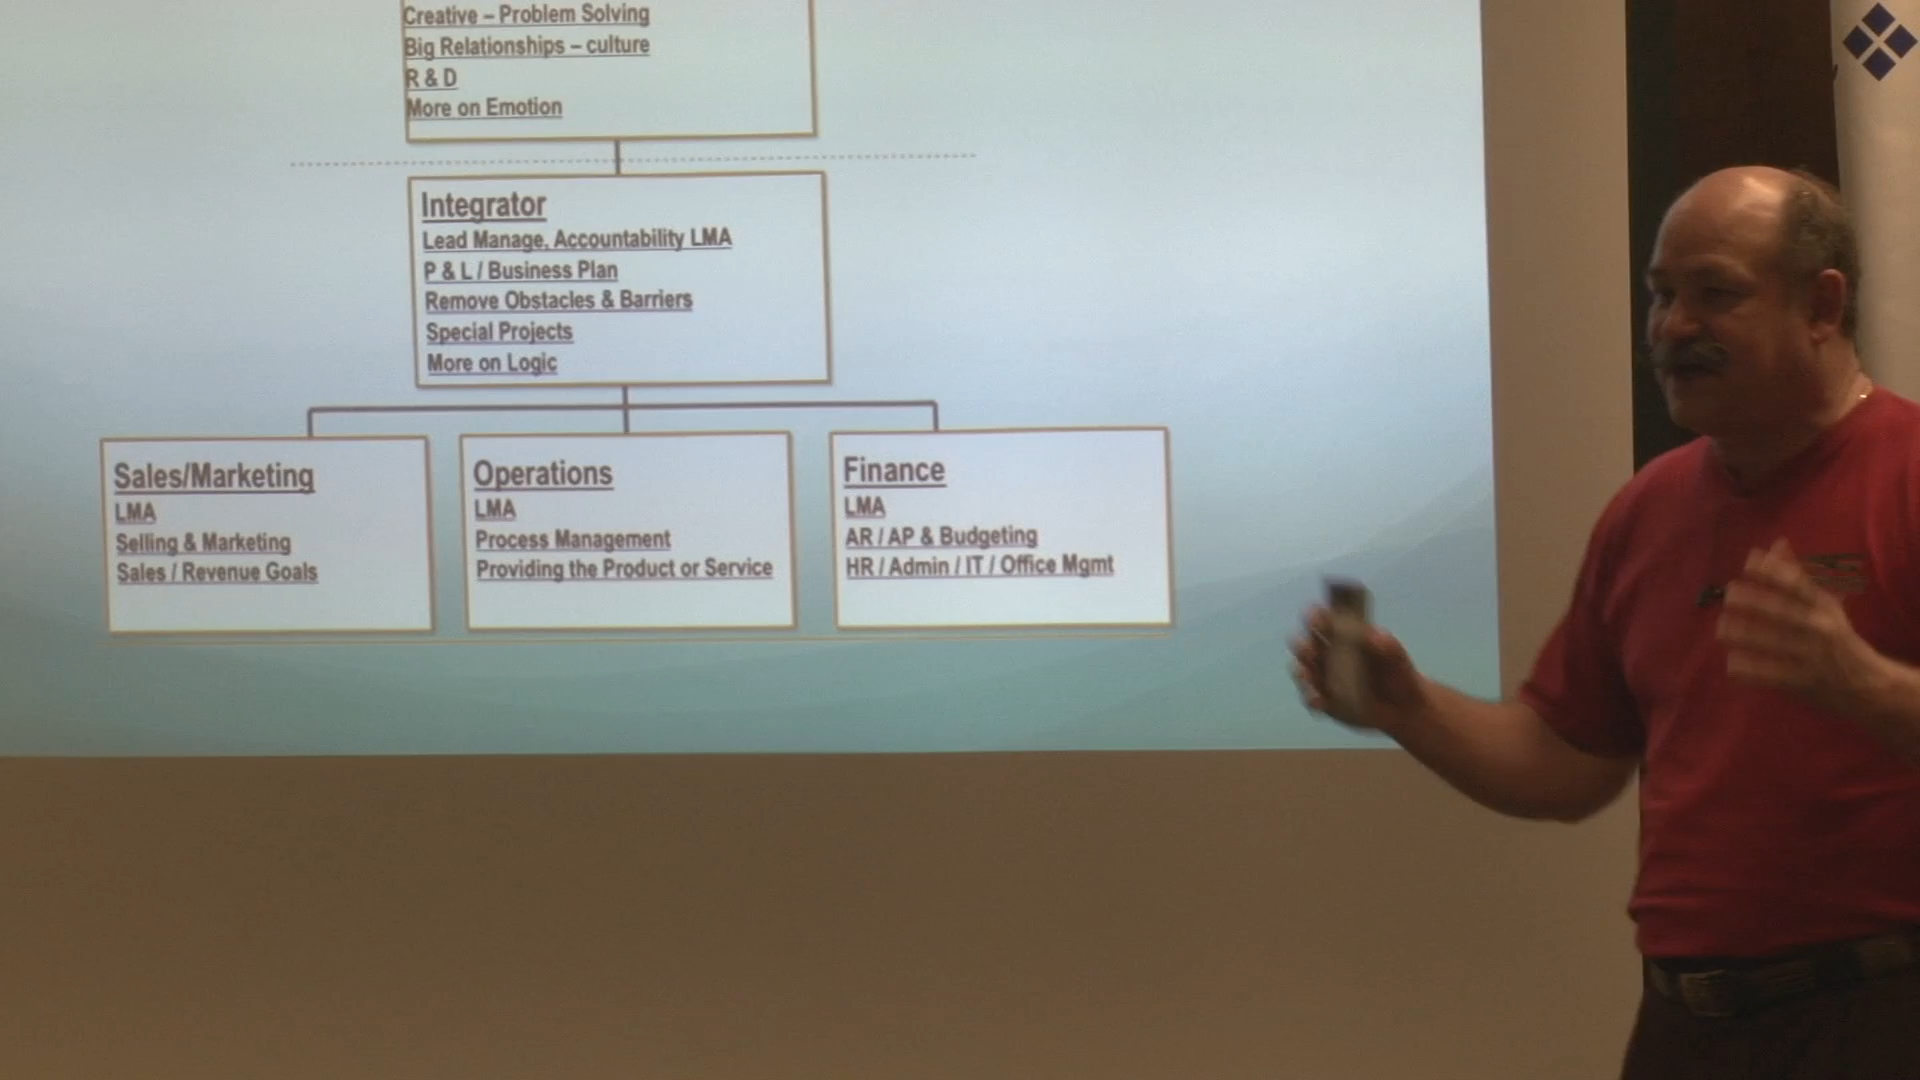 Creative – Problem Solving
Big Relationships – culture
R & D
More on Emotion
Integrator
Lead Manage, Accountability LMA
P & L / Business Plan
Remove Obstacles & Barriers
Special Projects
More on Logic
Sales/Marketing
LMA
Selling & Marketing
Sales / Revenue Goals
Operations
LMA
Process Management
Providing the Product or Service
Finance
LMA
AR / AP & Budgeting
HR / Admin / IT / Office Mgmt